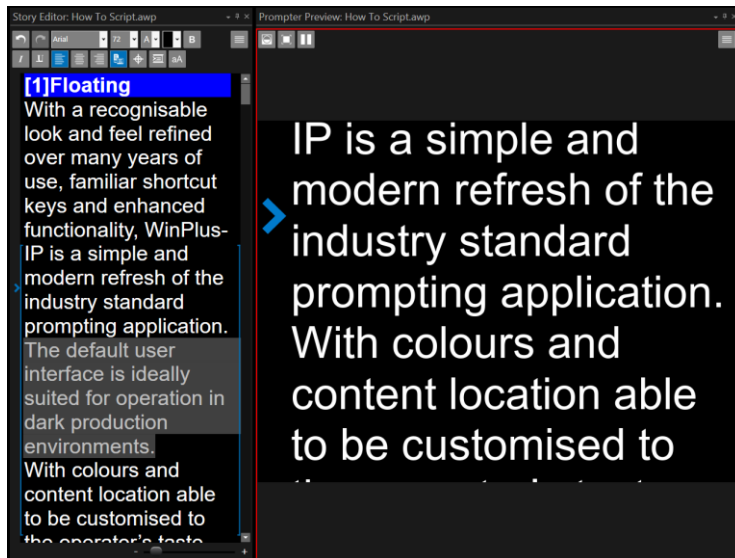 Story Editor: How To Script.awp
Arial
72
A
B
I
aA
[1]Floating
With a recognisable
look and feel refined
over many years of
use, familiar shortcut
keys and enhanced
functionality, WinPlus-
IP is a simple and
modern refresh of the
industry standard
prompting application.
The default user
interface is ideally
suited for operation in
dark production
environments.
With colours and
content location able
to be customised to
the operator's taste
Prompter Preview: How To Script.awp
IP is a simple and
modern refresh of the
industry standard
prompting application.
With colours and
content location able
to be customised to